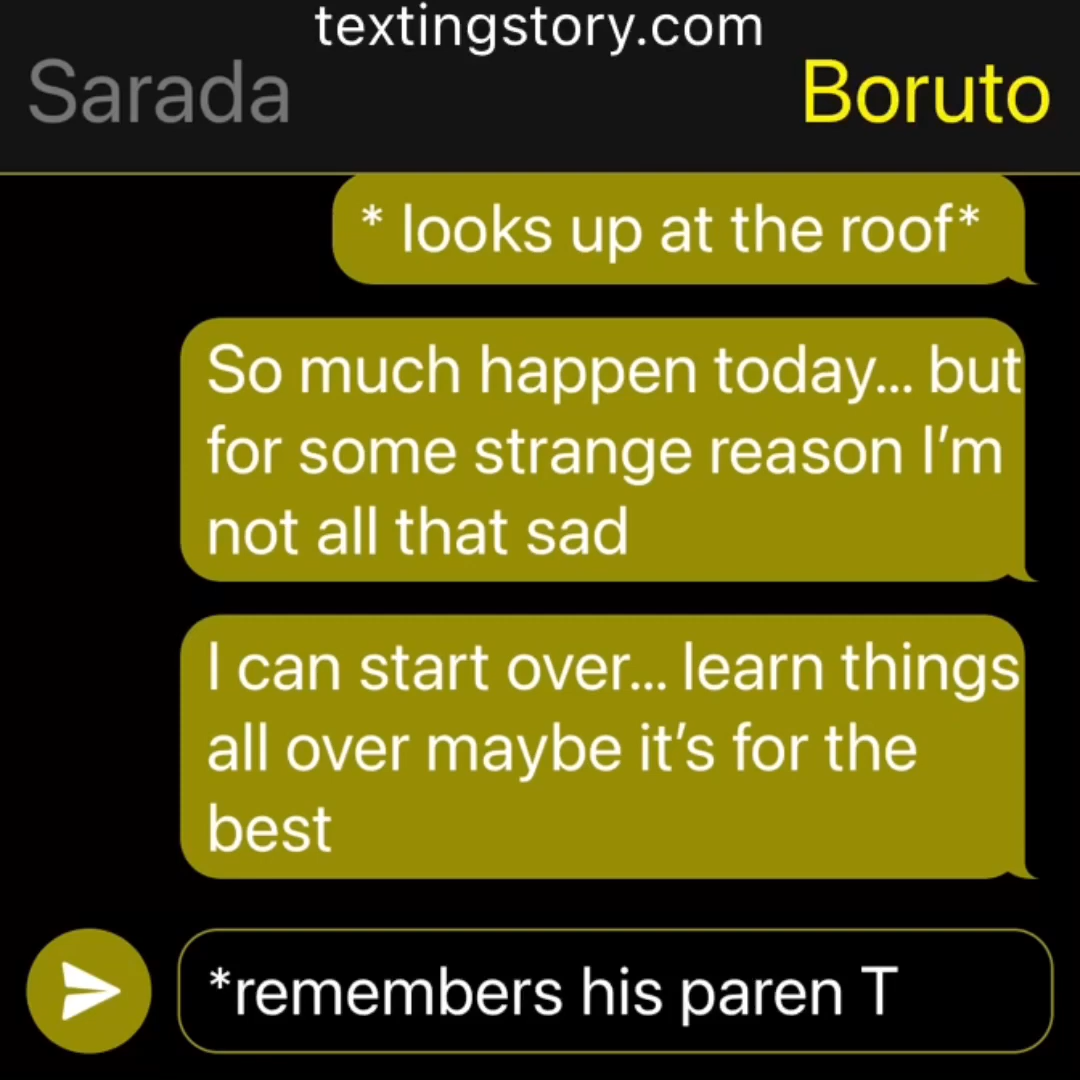 textingstory.com
Sarada
Boruto
* looks up at the roof*
So much happen today... but
for some strange reason I’m
not all that sad
I can start over... learn things
all over maybe it’s for the
best
*remembers his paren T